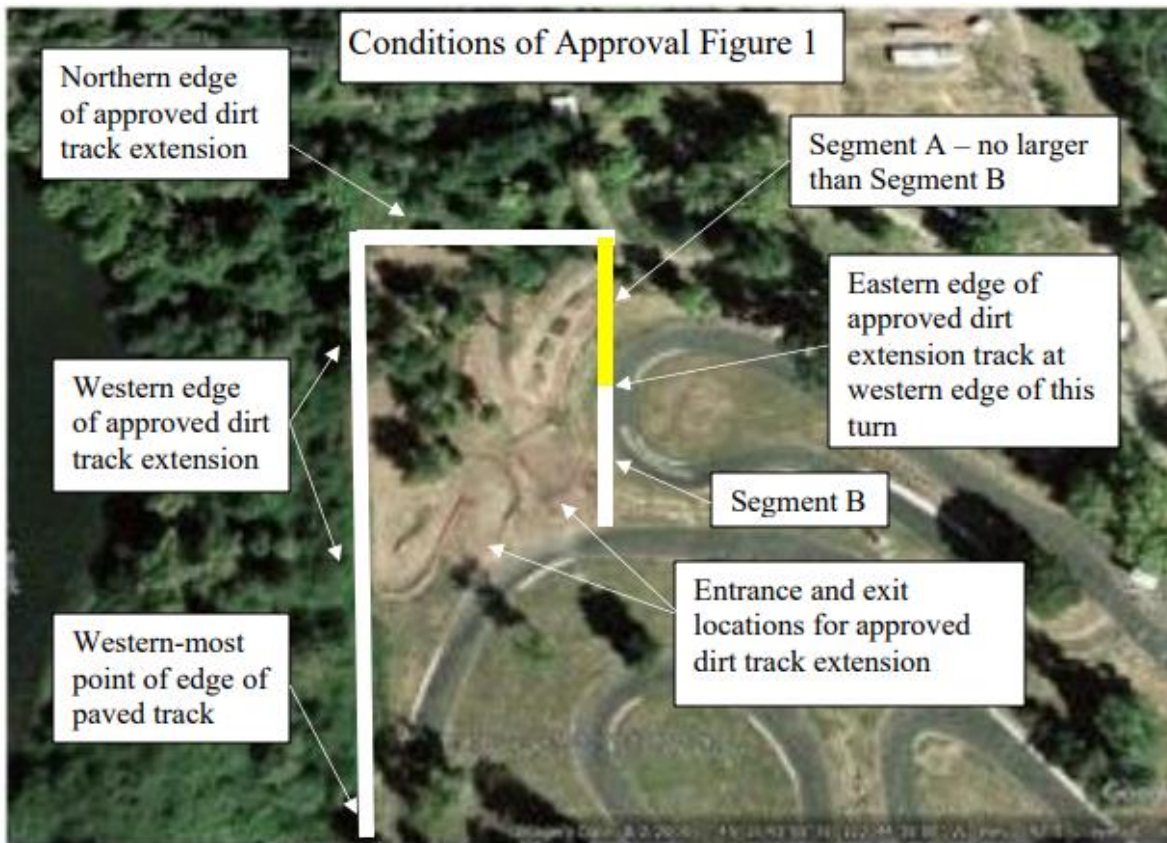 Conditions of Approval Figure 1
Northern edge
of approved dirt
track extension
Segment A – no larger
than Segment B
Eastern edge of
approved dirt
extension track at
western edge of this
turn
Western edge
of approved dirt
track extension
Segment B
Entrance and exit
locations for approved
dirt track extension
Western-most
point of edge of
paved track